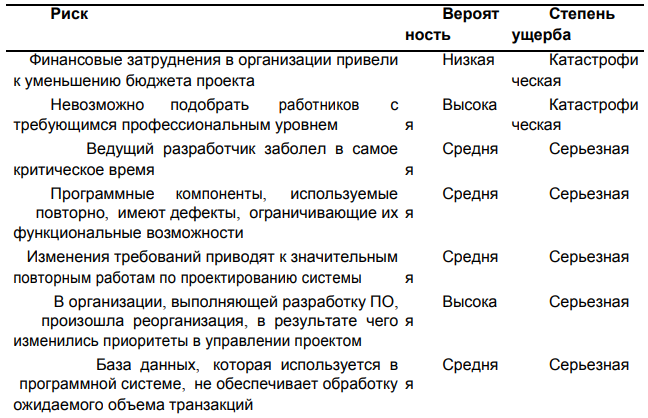 Риск Вероят Степень
ность ущерба
Финансовые затруднения в организации привели Низкая Катастрофи
к уменьшению бюджета проекта ческая
Невозможно подобрать работников с Высока Катастрофи
требующимся профессиональным уровнем я ческая
Ведущий разработчик заболел в самое Средня Серьезная
критическое время я
Программные компоненты, используемые Средня Серьезная
повторно, имеют дефекты, ограничивающие их я
функциональные возможности
Изменения требований приводят к значительным Средня Серьезная
повторным работам по проектированию системы я
В организации, выполняющей разработку ПО, Высока Серьезная
произошла реорганизация, в результате чего я
изменились приоритеты в управлении проектом
База данных, которая используется в Средня Серьезная
программной системе, не обеспечивает обработку я
ожидаемого объема транзакций